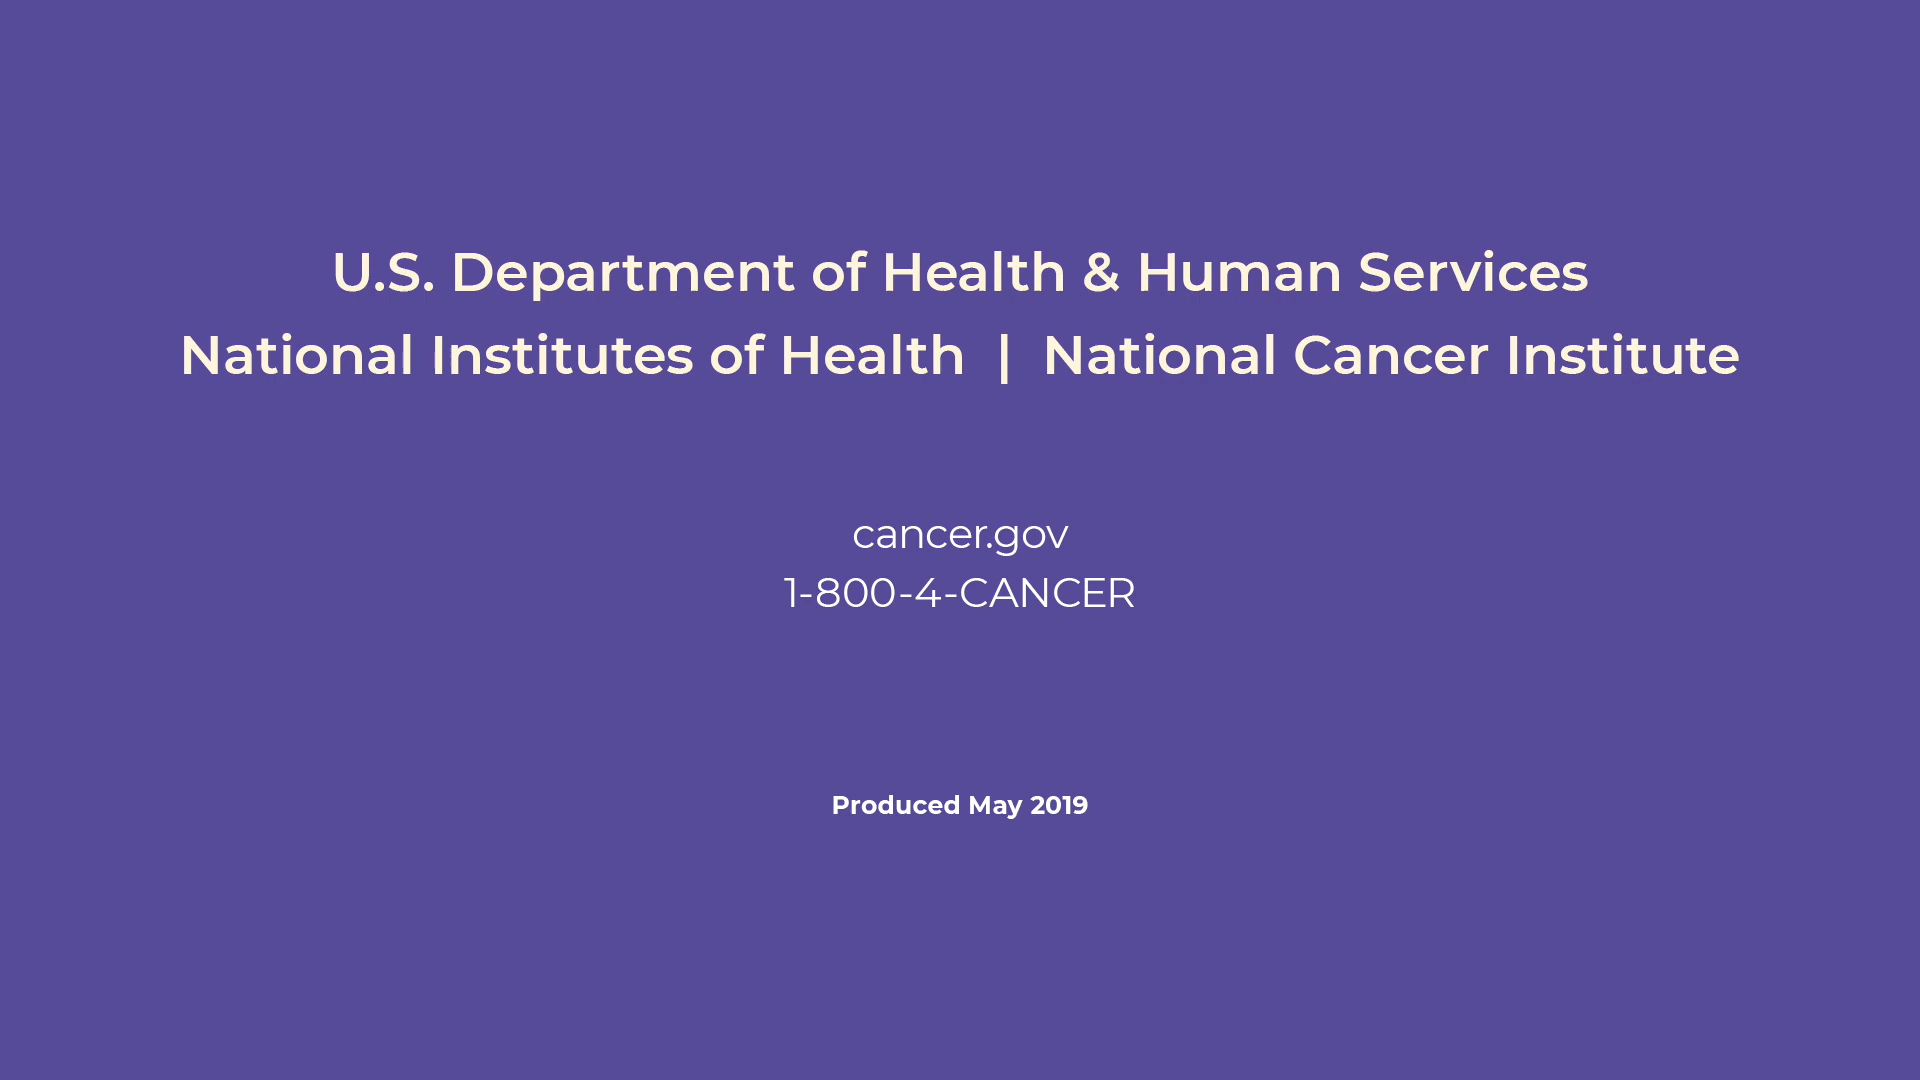 U.S. Department of Health & Human Services
National Institutes of Health | National Cancer Institute
cancer.gov
1-800-4-CANCER
Produced May 2019